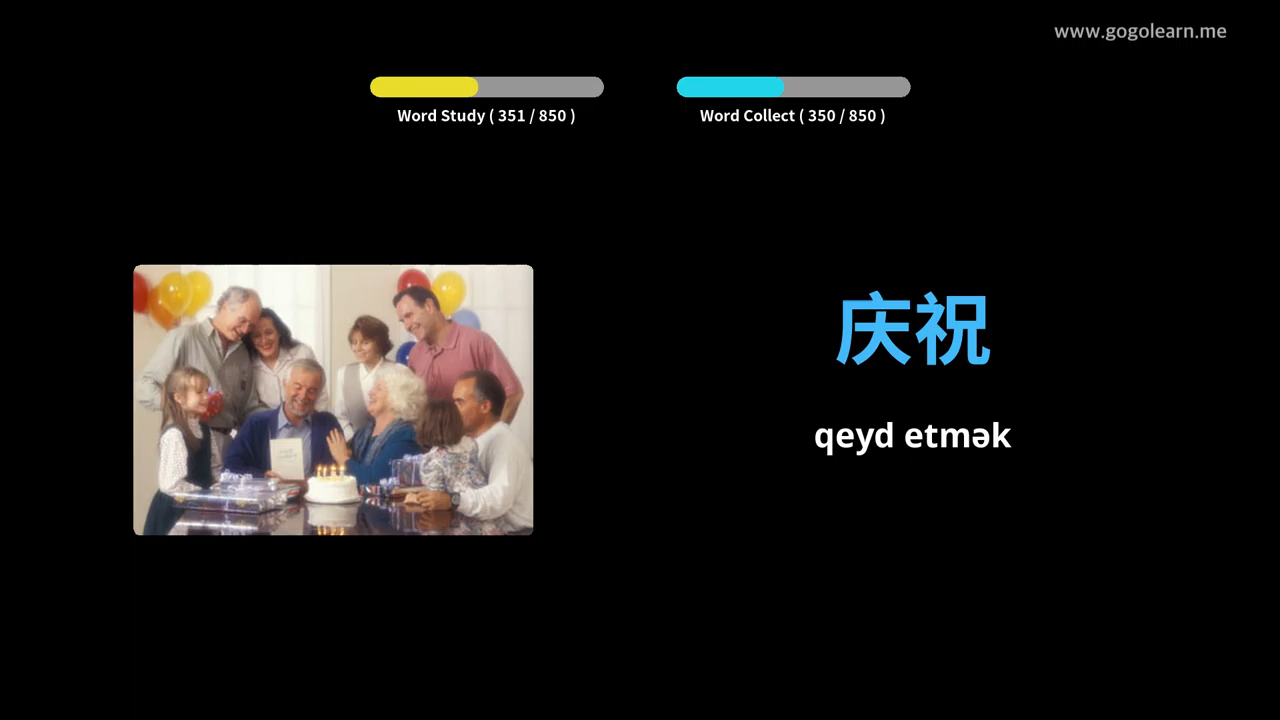 www.gogolearn.me
Word Study ( 351 / 850 )
Word Collect ( 350 / 850 )
庆祝
qeyd etmək